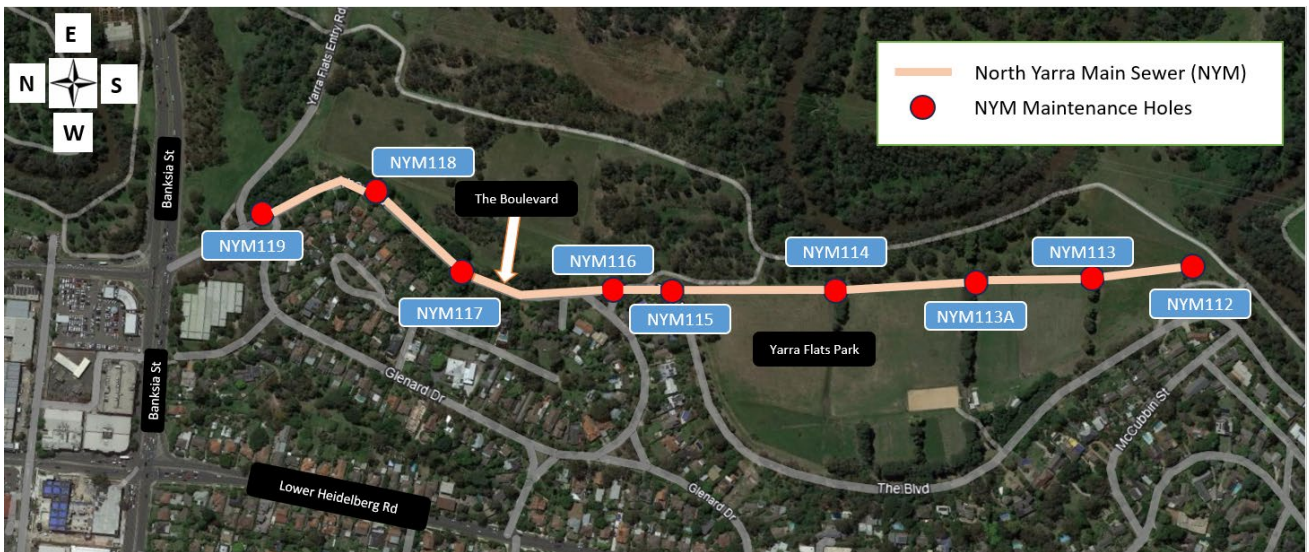 E
N
S
W
Banksia St
Yarra Flats Entry Rd
North Yarra Main Sewer (NYM)
NYM Maintenance Holes
NYM118
The Boulevard
NYM119
NYM116
NYM114
NYM113
NYM117
NYM115
NYM113A
NYM112
Yarra Flats Park
Banksia St
Glenard Dr
McCubbin St
Lower Heidelberg Rd
Glenard Dr
The Blvd